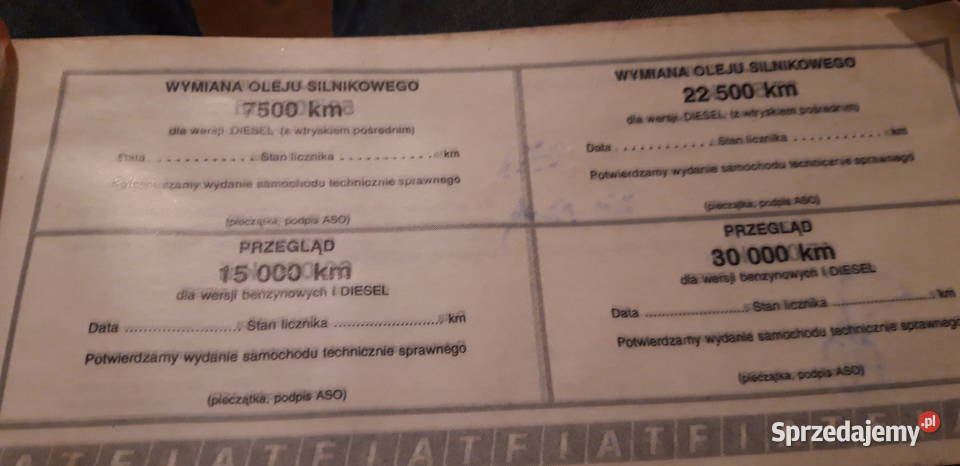 WYMIANA OLEJU SILNIKOWEGO
7500 km
dla wersji DIESEL (z wtryskiem pośrednim)
Data ............ Stan licznika ............ km
Potwierdzamy wydanie samochodu technicznie sprawnego
(pieczątka, podpis ASO)
PRZEGLĄD
15 000 km
dla wersji benzynowych i DIESEL
Data ............ Stan licznika ............ km
Potwierdzamy wydanie samochodu technicznie sprawnego
(pieczątka, podpis ASO)
WYMIANA OLEJU SILNIKOWEGO
22 500 km
dla wersji DIESEL (z wtryskiem pośrednim)
Data ............ Stan licznika ............ km
Potwierdzamy wydanie samochodu technicznie sprawnego
(pieczątka, podpis ASO)
PRZEGLĄD
30 000 km
dla wersji benzynowych i DIESEL
Data ............ Stan licznika ............ km
Potwierdzamy wydanie samochodu technicznie sprawnego
(pieczątka, podpis ASO)
A T F I A T F I A T F I A T F I
Sprzedajemy.pl